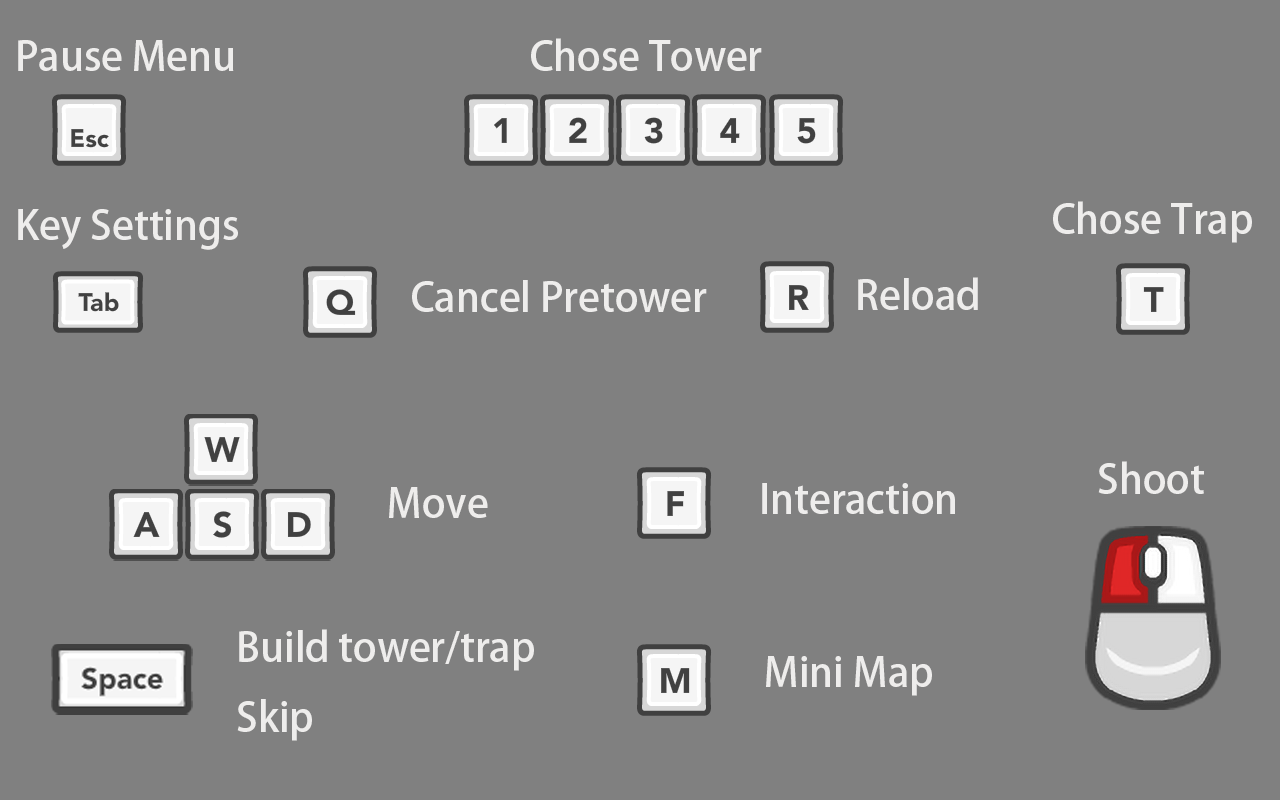 Pause Menu
Chose Tower
Esc
1 2 3 4 5
Key Settings
Chose Trap
Tab
Q
Cancel Pretower
R
Reload
T
W
A S D
Move
F
Interaction
Shoot
Space
Build tower/trap
Skip
M
Mini Map